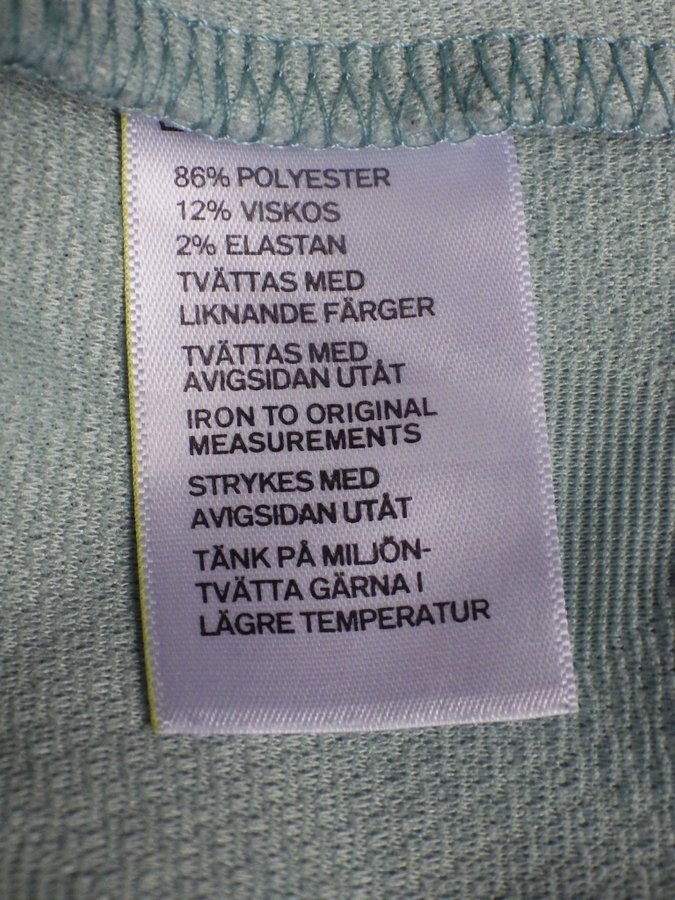 86% POLYESTER
12% VISKOS
2% ELASTAN
TVÄTTAS MED
LIKNANDE FÄRGER
TVÄTTAS MED
AVIGSIDAN UTÅT
IRON TO ORIGINAL
MEASUREMENTS
STRYKES MED
AVIGSIDAN UTÅT
TÄNK PÅ MILJÖN-
TVÄTTA GÄRNA I
LÄGRE TEMPERATUR